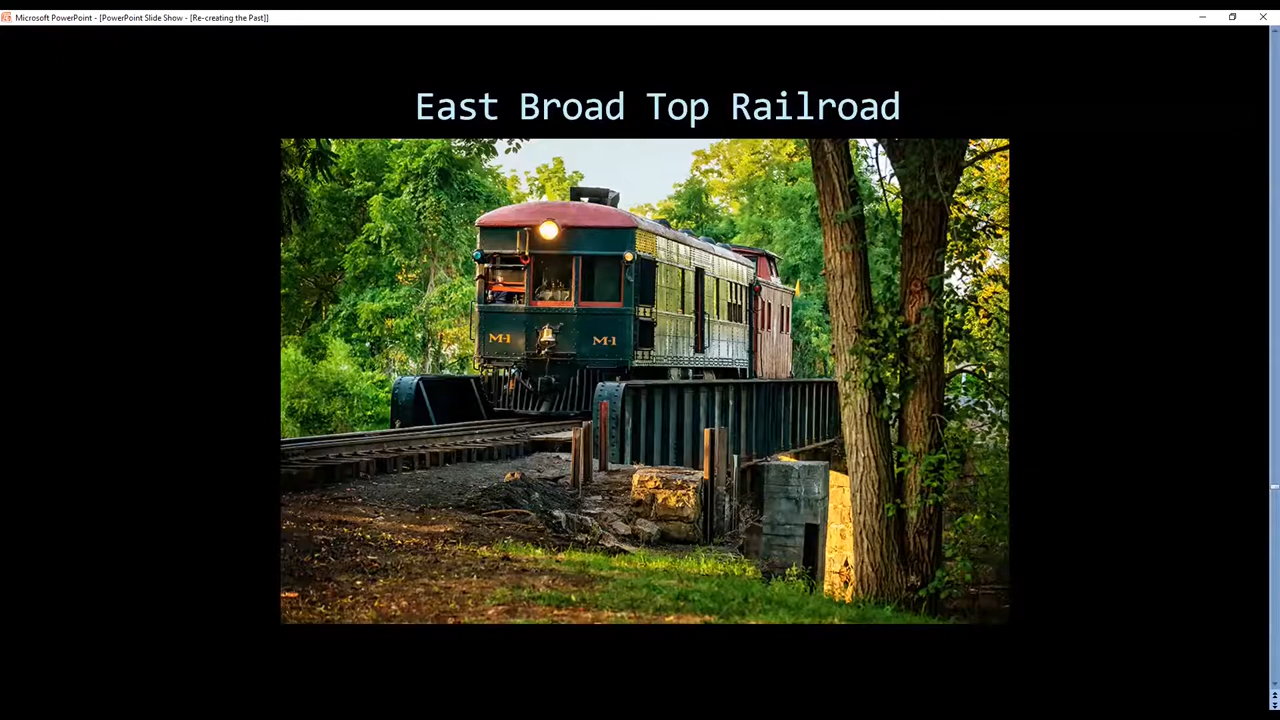 Microsoft PowerPoint - [PowerPoint Slide Show - [Re-creating the Past]]
East Broad Top Railroad
M-1
M-1